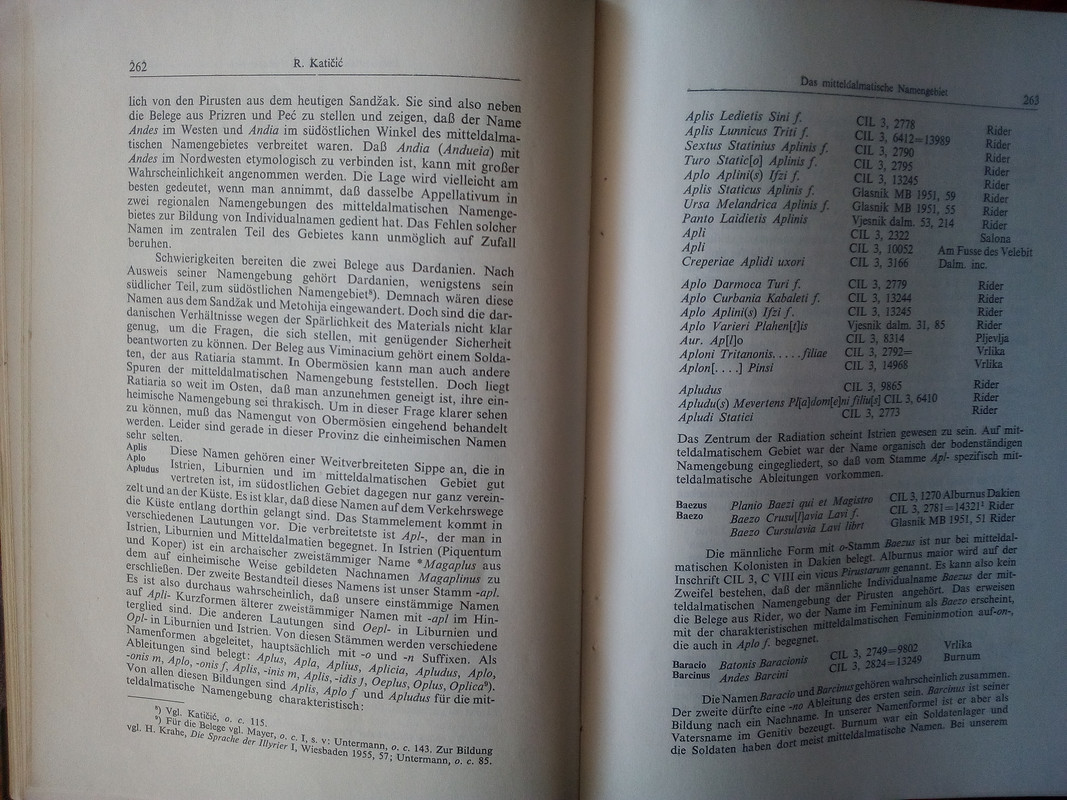 262
R. Katičić
lich von den Pirusten aus dem heutigen Sandžak. Sie sind also neben
die Belege aus Prizren und Peć zu stellen und zeigen, daß der Name
Andes im Westen und Andia im südöstlichen Winkel des mitteldalma-
tischen Namengebietes verbreitet waren. Daß Andia (Andueia) mit
Andes im Nordwesten etymologisch zu verbinden ist, kann mit großer
Wahrscheinlichkeit angenommen werden. Die Lage wird vielleicht am
besten gedeutet, wenn man annimmt, daß dasselbe Appellativum in
zwei regionalen Namengebungen des mitteldalmatischen Namenge-
bietes zur Bildung von Individualnamen gedient hat. Das Fehlen solcher
Namen im zentralen Teil des Gebietes kann unmöglich auf Zufall
beruhen.
Schwierigkeiten bereiten die zwei Belege aus Dardanien. Nach
Ausweis seiner Namengebung gehört Dardanien, wenigstens sein
südlicher Teil, zum südöstlichen Namengebiet⁸). Demnach wären diese
Namen aus dem Sandžak und Metohija eingewandert. Doch sind die dar-
danischen Verhältnisse wegen der Spärlichkeit des Materials nicht klar
genug, um die Fragen, die sich stellen, mit genügender Sicherheit
beantworten zu können. Der Beleg aus Viminacium gehört einem Solda-
ten, der aus Ratiaria stammt. In Obermösien kann man auch andere
Spuren der mitteldalmatischen Namengebung feststellen. Doch liegt
Ratiaria so weit im Osten, daß man anzunehmen geneigt ist, ihre ein-
heimische Namengebung sei thrakisch. Um in dieser Frage klarer sehen
zu können, muß das Namengut von Obermösien eingehend behandelt
werden. Leider sind gerade in dieser Provinz die einheimischen Namen
sehr selten.
Aplis Diese Namen gehören einer Weitverbreiteten Sippe an, die in
Aplo Istrien, Liburnien und im mitteldalmatischen Gebiet gut
Apludus vertreten ist, im südostlichen Gebiet dagegen nur ganz verein-
zelt und an der Küste. Es ist klar, daß diese Namen auf dem Verkehrswege
die Küste entlang dorthin gelangt sind. Das Stammelement kommt in
verschiedenen Lautungen vor. Die verbreitetste ist Apl-, der man in
Istrien, Liburnien und Mitteldalmatien begegnet. In Istrien (Piquentum
und Koper) ist ein archaischer zweistämmiger Name *Magaplus aus
dem auf einheimische Weise gebildeten Nachnamen Magaplinus zu
erschließen. Der zweite Bestandteil dieses Namens ist unser Stamm -apl.
Es ist also durchaus wahrscheinlich, daß unsere einstämmige Namen
auf Apli- Kurzformen älterer zweistämmiger Namen mit -apl im Hin-
terglied sind. Die anderen Lautungen sind Oepl- in Liburnien und
Opl- in Liburnien und Istrien. Von diesen Stämmen werden verschiedene
Namenformen abgeleitet, hauptsächlich mit -o und -n Suffixen. Als
Ableitungen sind belegt: Aplus, Apla, Aplius, Aplicia, Apludus, Aplo,
-onis m, Aplo, -onis f, Aplis, -inis m, Aplis, -idis f, Oeplus, Oplus, Oplica⁹).
Von allen diesen Bildungen sind Aplis, Aplo f und Apludus für die mit-
teldalmatische Namengebung charakteristisch:
⁸) Vgl. Katičić, o. c. 115.
⁹) Für die Belege vgl. Mayer, o. c. I, s. v: Untermann, o. c. 143. Zur Bildung
vgl. H. Krahe, Die Sprache der Illyrier I, Wiesbaden 1955, 57; Untermann, o. c. 85.
Das mitteldalmatische Namengebiet
263
Aplis Ledietis Sini f. CIL 3, 2778 Rider
Aplis Lunnicus Triti f. CIL 3, 6412=13989 Rider
Sextus Statinius Aplinis f. CIL 3, 2790 Rider
Turo Static[o] Aplinis f. CIL 3, 2795 Rider
Aplo Aplini(s) Ifzi f. CIL 3, 13245 Rider
Aplis Staticus Aplinis f. Glasnik MB 1951, 59 Rider
Ursa Melandrica Aplinis f. Glasnik MB 1951, 55 Rider
Panto Laidietis Aplinis Vjesnik dalm. 53, 214 Rider
Apli CIL 3, 2322 Salona
Apli CIL 3, 10052 Am Fusse des Velebit
Creperiae Aplidi uxori CIL 3, 3166 Dalm. inc.
Aplo Darmoca Turi f. CIL 3, 2779 Rider
Aplo Curbania Kabaleti f. CIL 3, 13244 Rider
Aplo Aplini(s) Ifzi f. CIL 3, 13245 Rider
Aplo Varieri Plahen[t]is Vjesnik dalm. 31, 85 Rider
Aur. Ap[l]o CIL 3, 8314 Pljevlja
Aploni Tritanonis.....filiae CIL 3, 2792= Vrlika
Aplon[....] Pinsi CIL 3, 14968 Vrlika
Apludus CIL 3, 9865 Rider
Apludu(s) Mevertens Pl[a]dom[e]ni filiu[s] CIL 3, 6410 Rider
Apludi Statici CIL 3, 2773 Rider
Das Zentrum der Radiation scheint Istrien gewesen zu sein. Auf mit-
teldalmatischem Gebiet war der Name organisch der bodenständigen
Namengebung eingegliedert, so daß vom Stamme Apl- spezifisch mit-
teldalmatische Ableitungen vorkommen.
Baezus Planio Baezi qui et Magistro CIL 3, 1270 Alburnus Dakien
Baezo Baezo Crusu[l]avia Lavi f. CIL 3, 2781=14321¹ Rider
Baezo Cursulavia Lavi libri Glasnik MB 1951, 51 Rider
Die männliche Form mit o-Stamm Baezus ist nur bei mitteldal-
matischen Kolonisten in Dakien belegt. Alburnus maior wird auf der
Inschrift CIL 3, C VIII ein vicus Pirustarum genannt. Es kann also kein
Zweifel bestehen, daß der männliche Individualname Baezus der mit-
teldalmatischen Namengebung der Pirusten angehört. Das erweisen
die Belege aus Rider, wo der Name im Femininum als Baezo erscheint,
mit der charakteristischen mitteldalmatischen Femininmotion auf-on-,
die auch in Aplo f. begegnet.
Baracio Batonis Baracionis CIL 3, 2749=9802 Vrlika
Barcinus Andes Barcini CIL 3, 2824=13249 Burnum
Die Namen Baracio und Barcinus gehören wahrscheinlich zusammen.
Der zweite dürfte eine -no Ableitung des ersten sein. Barcinus ist seiner
Bildung nach ein Nachname. In unserer Namenformel ist er aber als
Vatersname im Genitiv bezeugt. Burnum war ein Soldatenlager und
die Soldaten haben dort meist mitteldalmatische Namen. Bei unserem